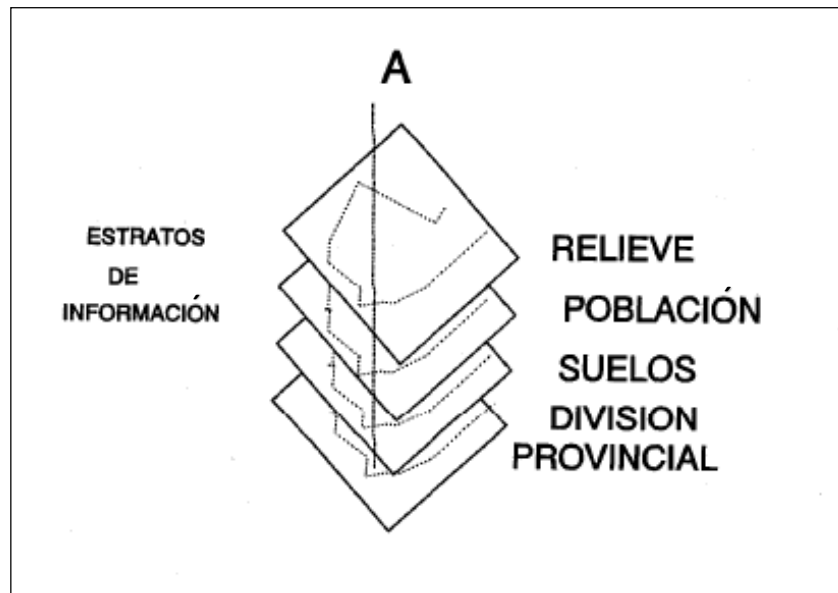 A
ESTRATOS
DE
INFORMACIÓN
RELIEVE
POBLACIÓN
SUELOS
DIVISION
PROVINCIAL